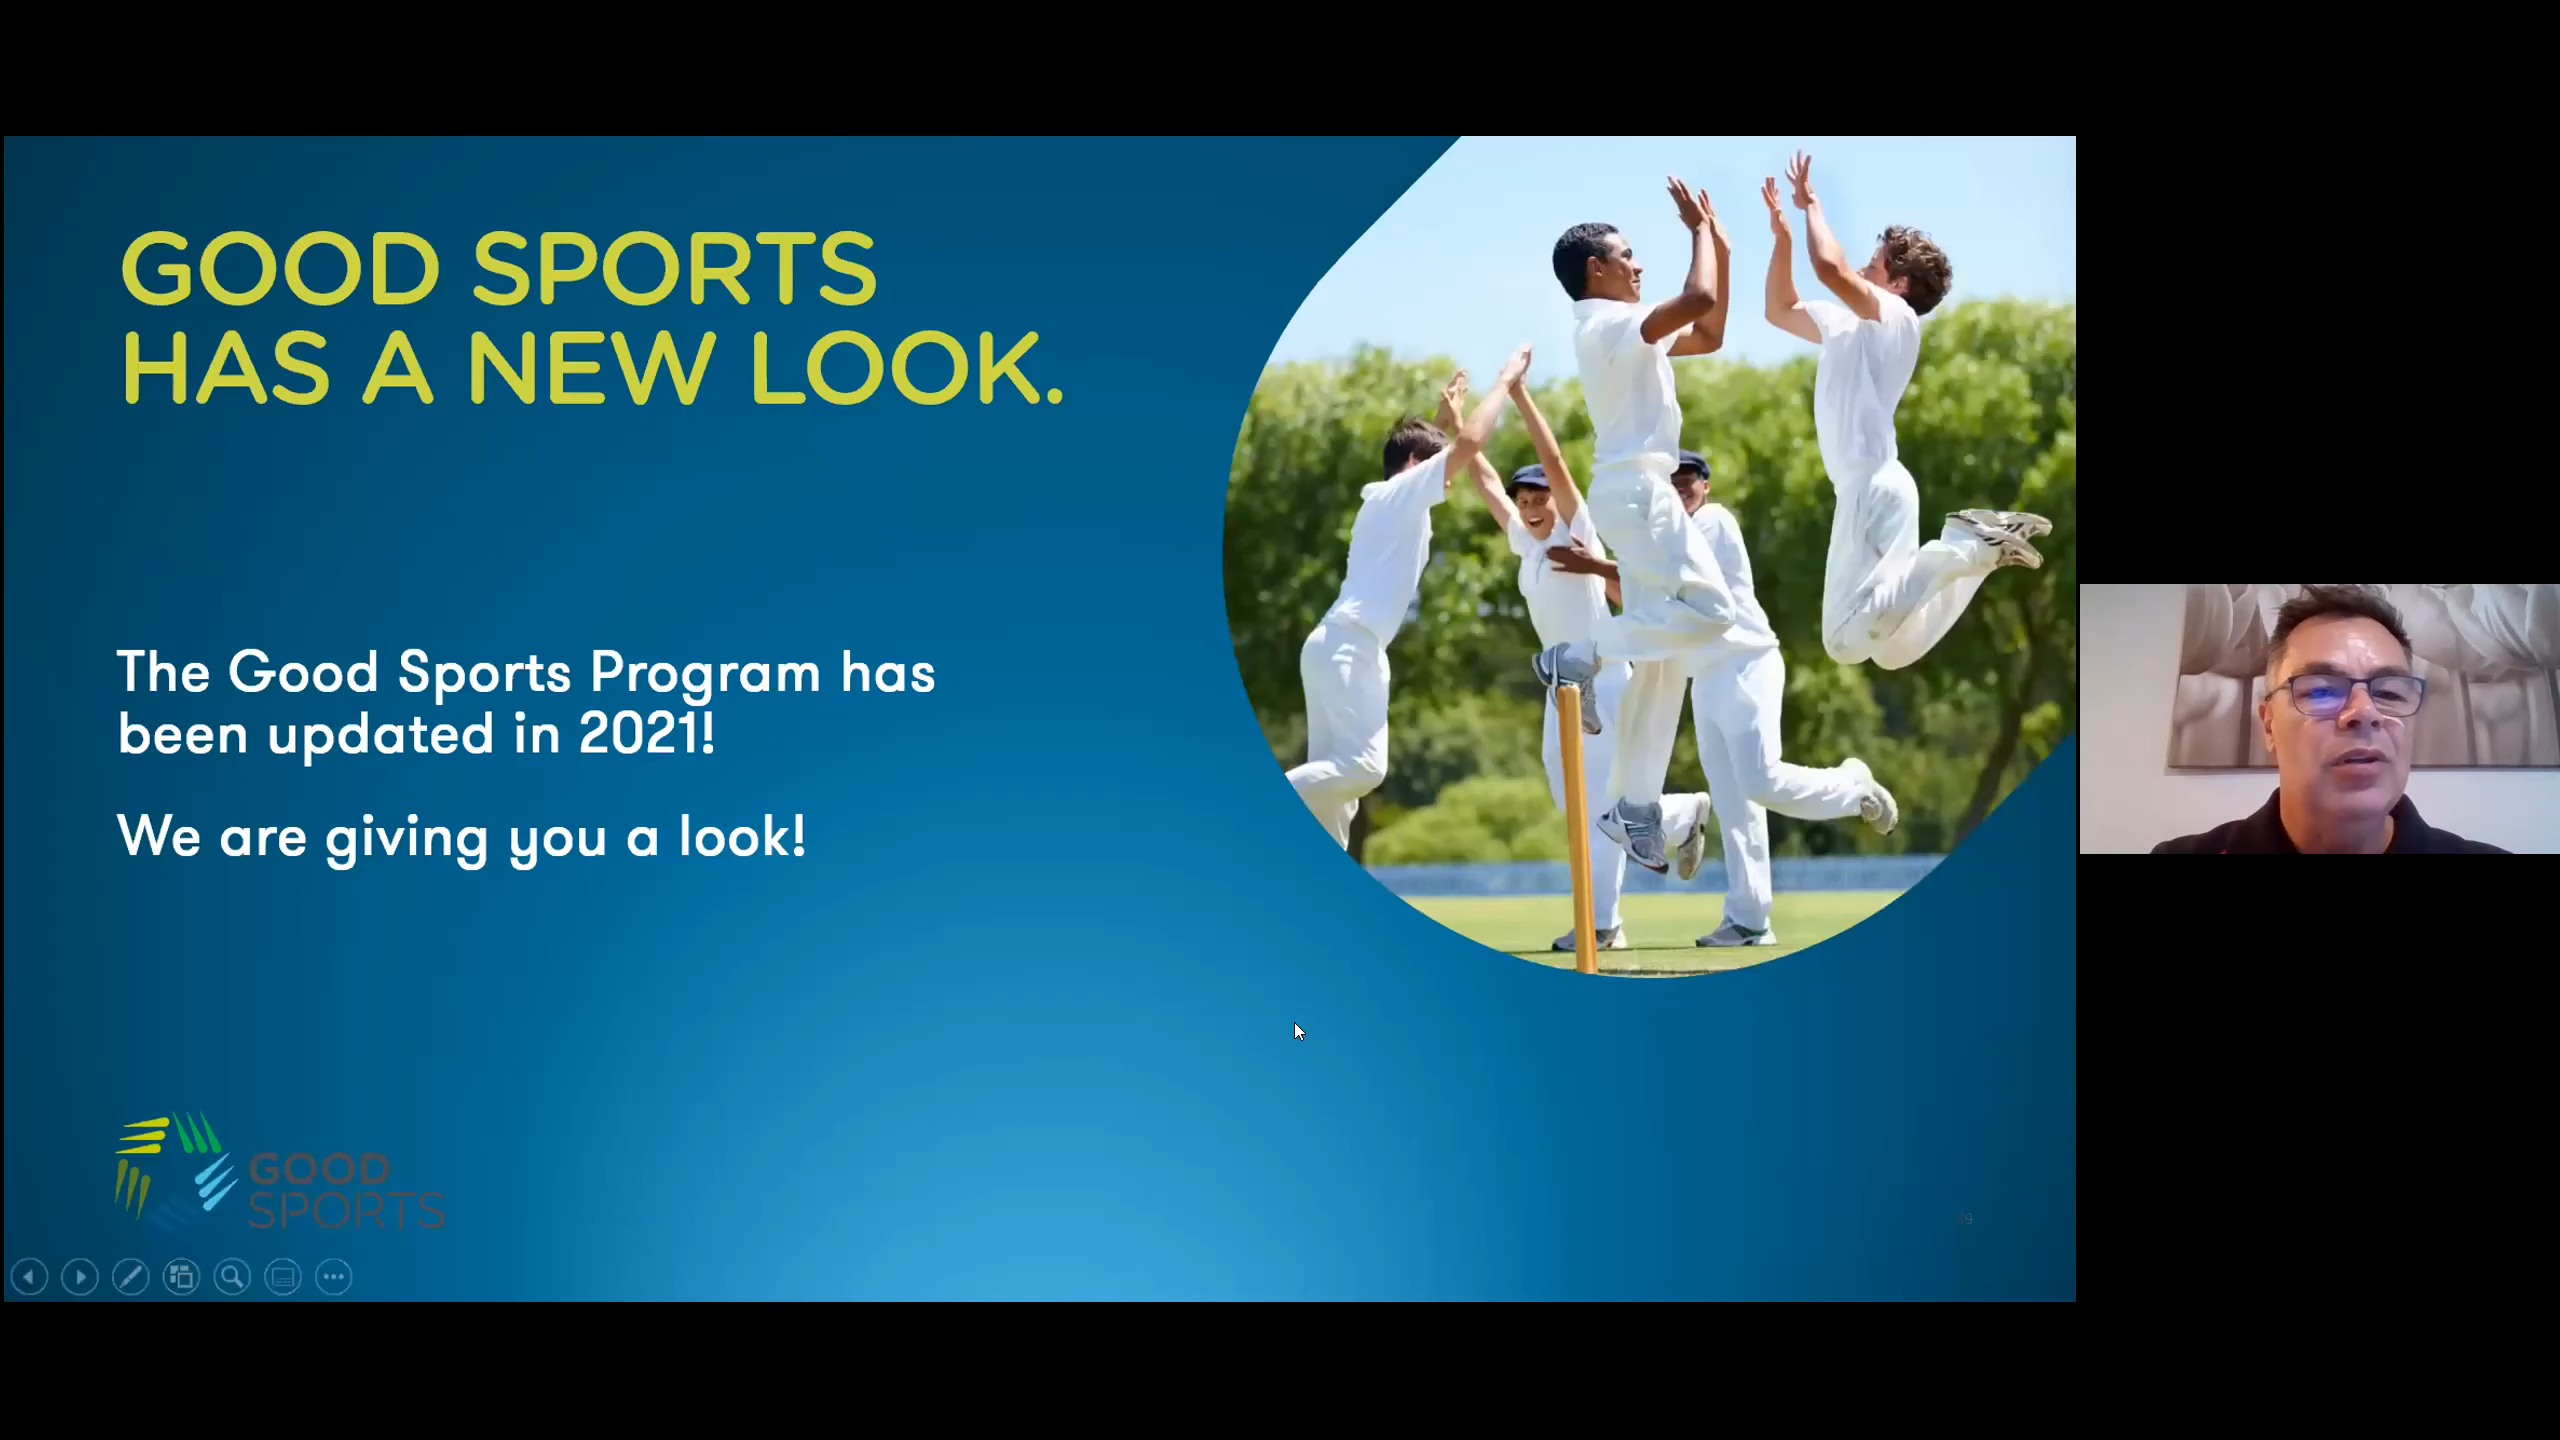 GOOD SPORTS
HAS A NEW LOOK.
The Good Sports Program has
been updated in 2021!
We are giving you a look!
GOOD
SPORTS